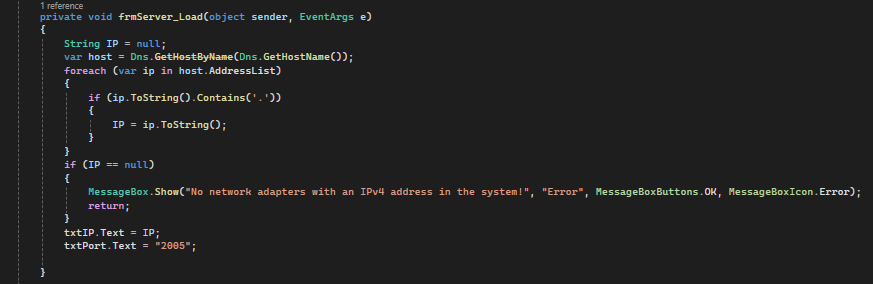 1 reference
private void frmServer_Load(object sender, EventArgs e)
{
String IP = null;
var host = Dns.GetHostByName(Dns.GetHostName());
foreach (var ip in host.AddressList)
{
if (ip.ToString().Contains('.'))
{
IP = ip.ToString();
}
}
if (IP == null)
{
MessageBox.Show("No network adapters with an IPv4 address in the system!", "Error", MessageBoxButtons.OK, MessageBoxIcon.Error);
return;
}
txtIP.Text = IP;
txtPort.Text = "2005";
}